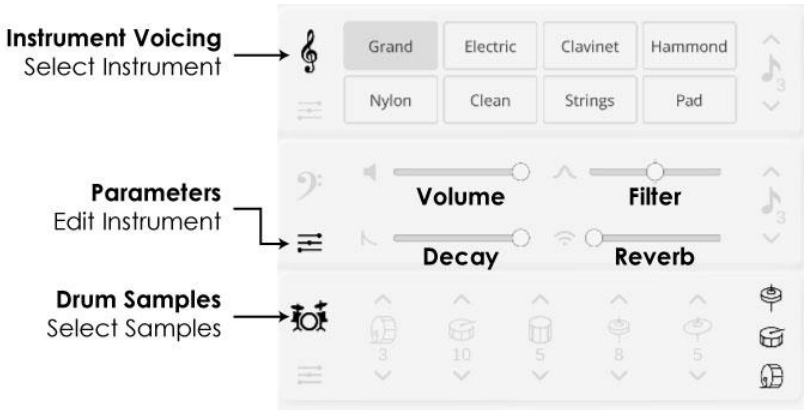 Instrument Voicing
Select Instrument
Grand Electric Clavinet Hammond
Nylon Clean Strings Pad
3
Parameters
Edit Instrument
Volume Filter
Decay Reverb
3
Drum Samples
Select Samples
3 10 5 8 5